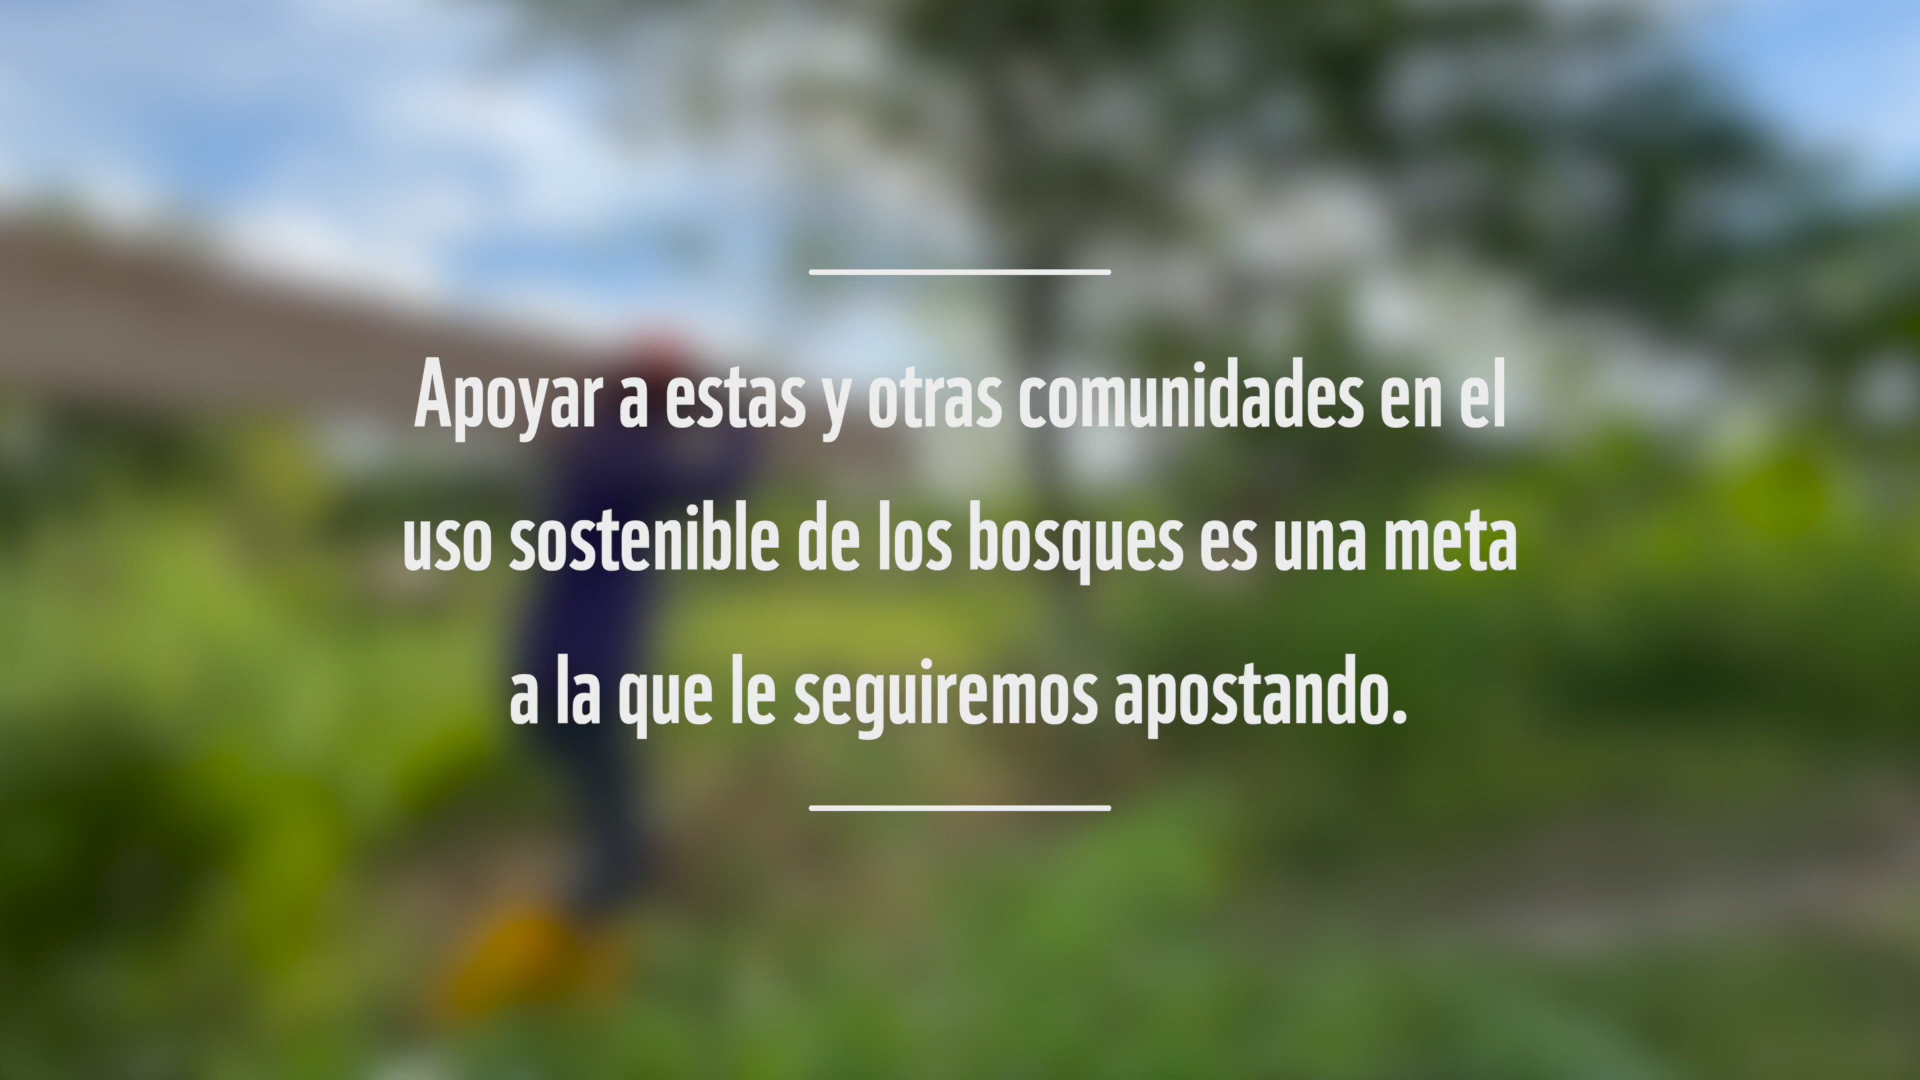 Apoyar a estas y otras comunidades en el
uso sostenible de los bosques es una meta
a la que le seguiremos apostando.